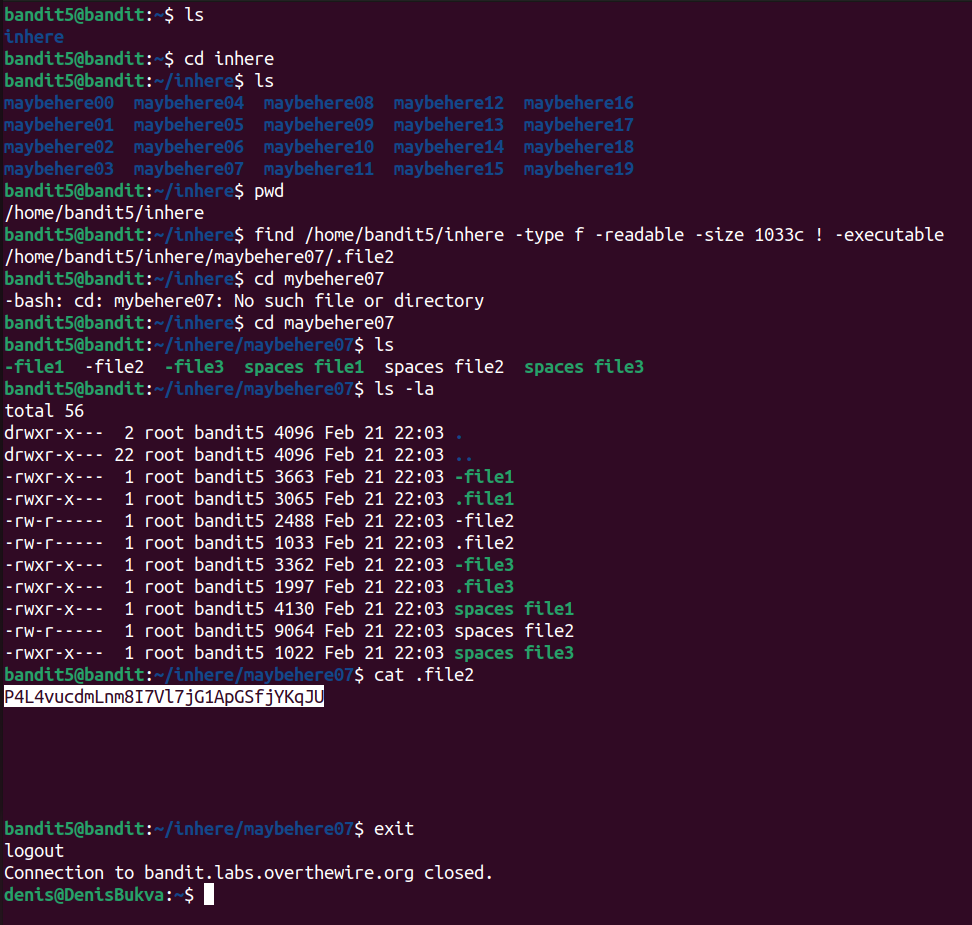 bandit5@bandit:~$ ls
inhere
bandit5@bandit:~$ cd inhere
bandit5@bandit:~/inhere$ ls
maybehere00  maybehere04  maybehere08  maybehere12  maybehere16
maybehere01  maybehere05  maybehere09  maybehere13  maybehere17
maybehere02  maybehere06  maybehere10  maybehere14  maybehere18
maybehere03  maybehere07  maybehere11  maybehere15  maybehere19
bandit5@bandit:~/inhere$ pwd
/home/bandit5/inhere
bandit5@bandit:~/inhere$ find /home/bandit5/inhere -type f -readable -size 1033c ! -executable
/home/bandit5/inhere/maybehere07/.file2
bandit5@bandit:~/inhere$ cd mybehere07
-bash: cd: mybehere07: No such file or directory
bandit5@bandit:~/inhere$ cd maybehere07
bandit5@bandit:~/inhere/maybehere07$ ls
-file1  -file2  -file3  spaces file1  spaces file2  spaces file3
bandit5@bandit:~/inhere/maybehere07$ ls -la
total 56
drwxr-x---  2 root bandit5 4096 Feb 21 22:03 .
drwxr-x--- 22 root bandit5 4096 Feb 21 22:03 ..
-rwxr-x---  1 root bandit5 3663 Feb 21 22:03 -file1
-rwxr-x---  1 root bandit5 3065 Feb 21 22:03 .file1
-rw-r-----  1 root bandit5 2488 Feb 21 22:03 -file2
-rw-r-----  1 root bandit5 1033 Feb 21 22:03 .file2
-rwxr-x---  1 root bandit5 3362 Feb 21 22:03 -file3
-rwxr-x---  1 root bandit5 1997 Feb 21 22:03 .file3
-rwxr-x---  1 root bandit5 4130 Feb 21 22:03 spaces file1
-rw-r-----  1 root bandit5 9064 Feb 21 22:03 spaces file2
-rwxr-x---  1 root bandit5 1022 Feb 21 22:03 spaces file3
bandit5@bandit:~/inhere/maybehere07$ cat .file2
P4L4vucdmLnm8I7Vl7jG1ApGSfjYKqJU
bandit5@bandit:~/inhere/maybehere07$ exit
logout
Connection to bandit.labs.overthewire.org closed.
denis@DenisBukva:~$